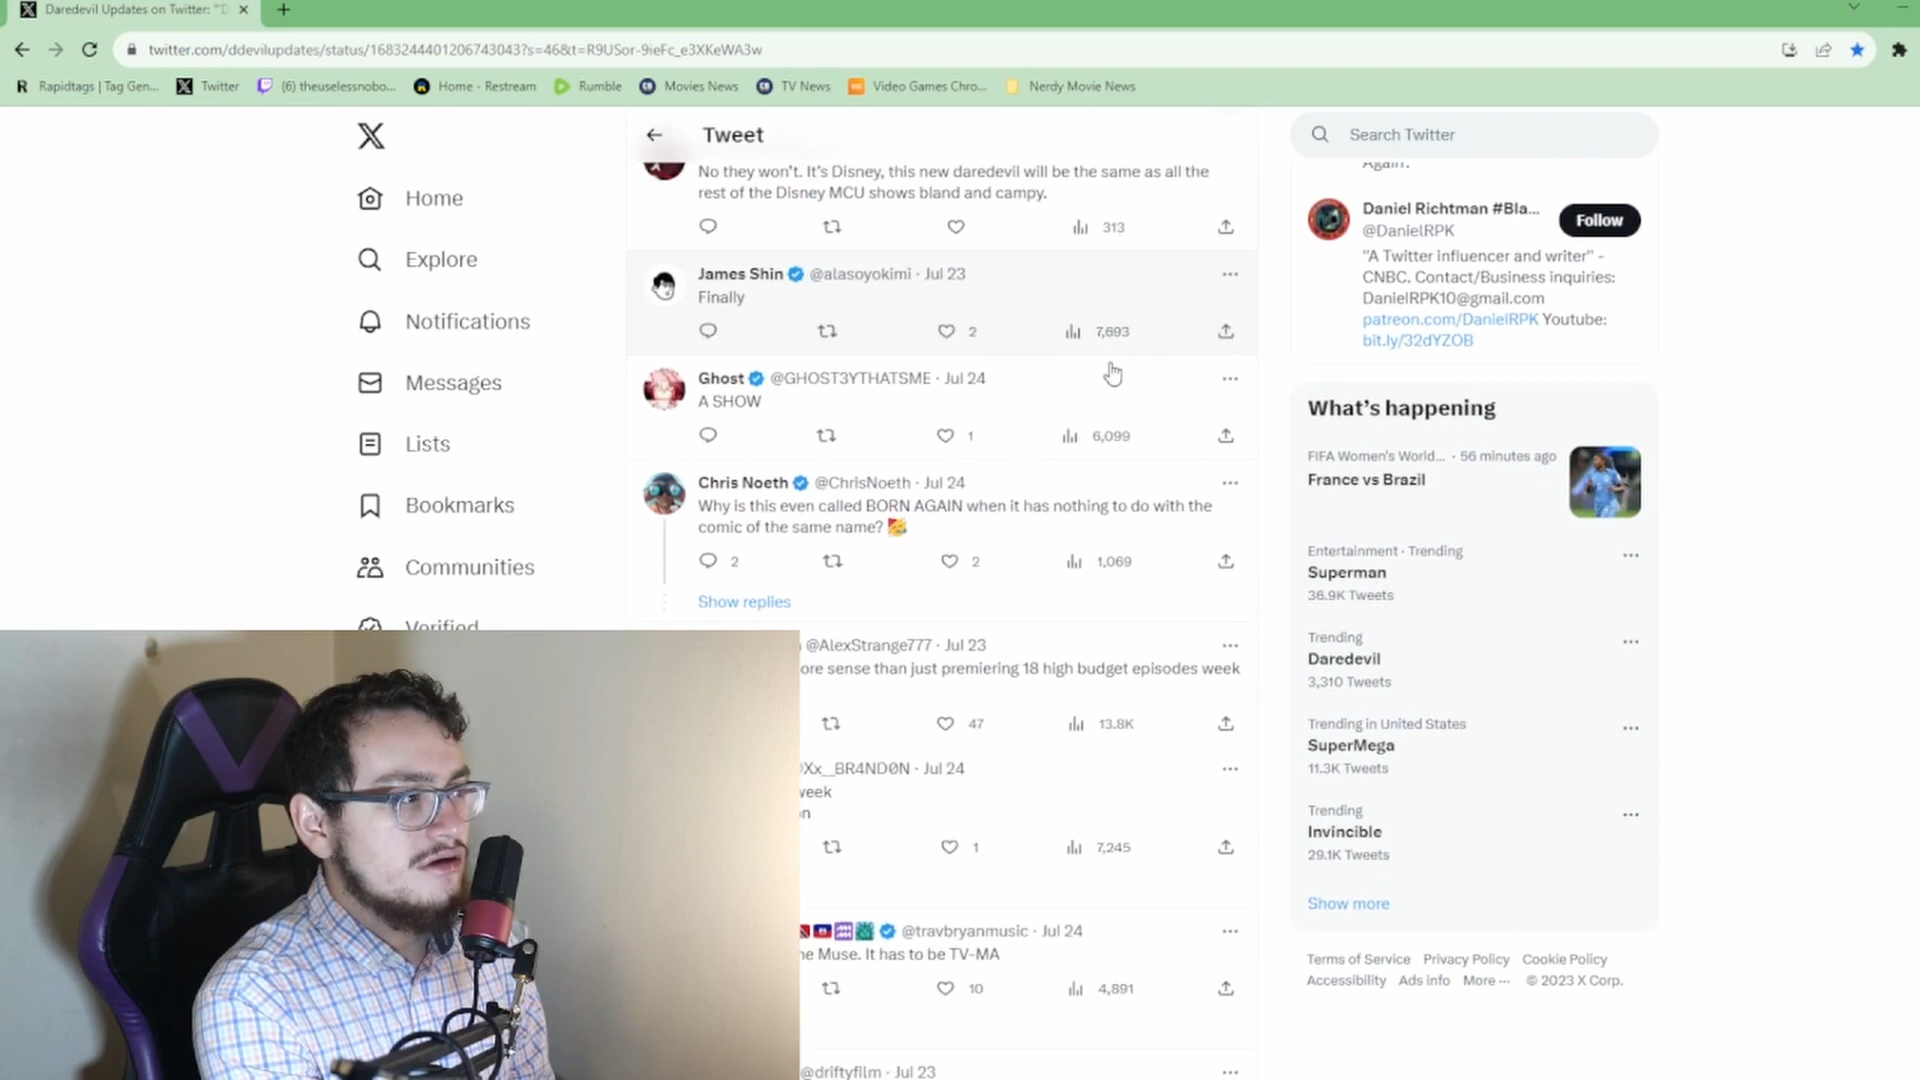 Daredevil Updates on Twitter: "'D
twitter.com/ddevilupdates/status/1683244401206743043?s=46&t=R9USor-9ieFc_e3XKeWA3w
Rapidtags | Tag Gen...
Twitter
(6) theuselessnobo...
Home - Restream
Rumble
Movies News
TV News
Video Games Chro...
Nerdy Movie News
Home
Explore
Notifications
Messages
Lists
Bookmarks
Communities
Verified
Tweet
No they won't. It's Disney, this new daredevil will be the same as all the
rest of the Disney MCU shows bland and campy.
313
James Shin @alasoyokimi · Jul 23
Finally
2 7,693
Ghost @GHOST3YTHATSME · Jul 24
A SHOW
1 6,099
Chris Noeth @ChrisNoeth · Jul 24
Why is this even called BORN AGAIN when it has nothing to do with the
comic of the same name?
2 2 1,069
Show replies
@AlexStrange777 · Jul 23
ore sense than just premiering 18 high budget episodes week
47 13.8K
Xx__BR4NDØN · Jul 24
week
on
1 7,245
@travbryanmusic · Jul 24
he Muse. It has to be TV-MA
10 4,891
@driftyfilm · Jul 23
Search Twitter
Again.
Daniel Richtman #Bla...
@DanielRPK
Follow
"A Twitter influencer and writer" -
CNBC. Contact/Business inquiries:
DanielRPK10@gmail.com
patreon.com/DanielRPK Youtube:
bit.ly/32dYZOB
What's happening
FIFA Women's World... · 56 minutes ago
France vs Brazil
Entertainment · Trending
Superman
36.9K Tweets
Trending
Daredevil
3,310 Tweets
Trending in United States
SuperMega
11.3K Tweets
Trending
Invincible
29.1K Tweets
Show more
Terms of Service Privacy Policy Cookie Policy
Accessibility Ads info More ··· © 2023 X Corp.